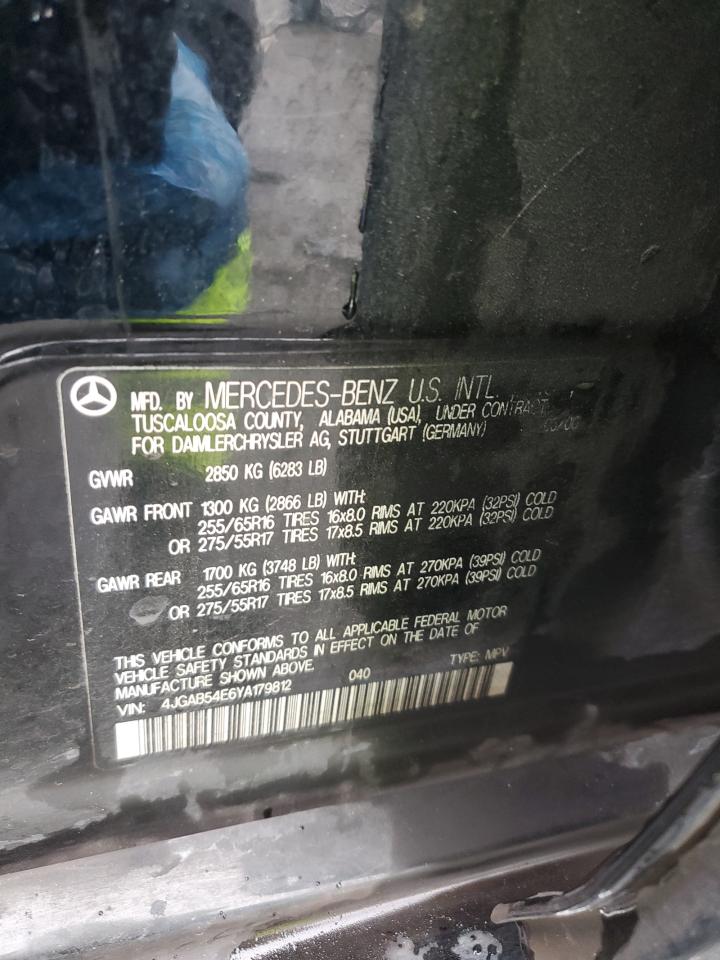 MFD. BY MERCEDES-BENZ U.S. INTL.
TUSCALOOSA COUNTY, ALABAMA (USA), UNDER CONTRACT
FOR DAIMLERCHRYSLER AG, STUTTGART (GERMANY)
GVWR 2850 KG (6283 LB)
GAWR FRONT 1300 KG (2866 LB) WITH:
255/65R16 TIRES 16x8.0 RIMS AT 220KPA (32PSI) COLD
OR 275/55R17 TIRES 17x8.5 RIMS AT 220KPA (32PSI) COLD
GAWR REAR 1700 KG (3748 LB) WITH:
255/65R16 TIRES 16x8.0 RIMS AT 270KPA (39PSI) COLD
OR 275/55R17 TIRES 17x8.5 RIMS AT 270KPA (39PSI) COLD
THIS VEHICLE CONFORMS TO ALL APPLICABLE FEDERAL MOTOR
VEHICLE SAFETY STANDARDS IN EFFECT ON THE DATE OF
MANUFACTURE SHOWN ABOVE. 040 TYPE: MPV
VIN: 4JGAB54E6YA179812